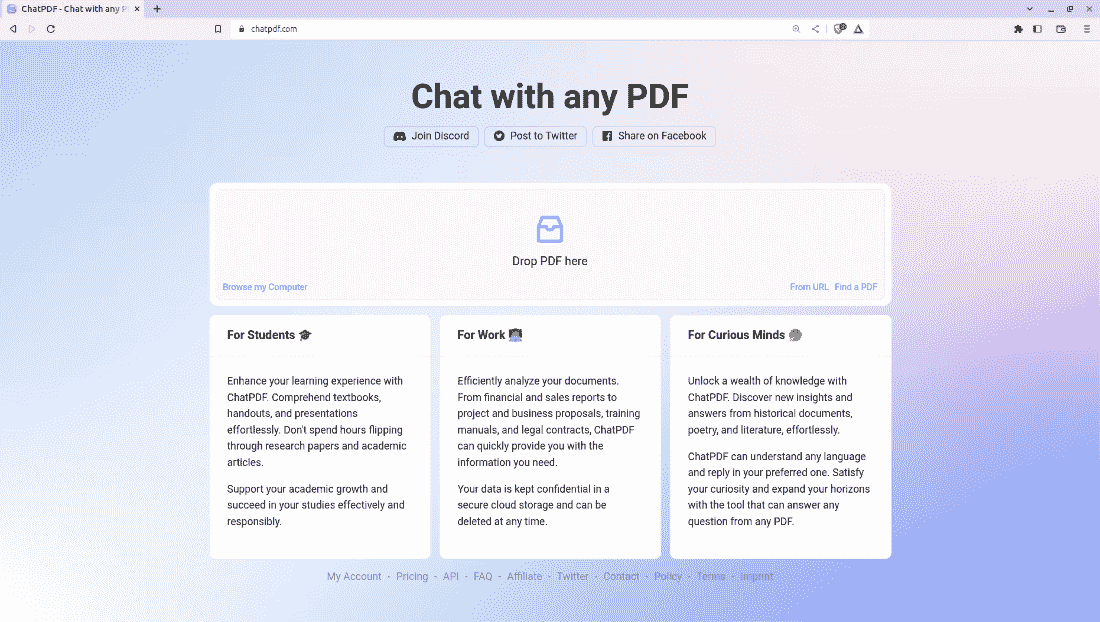 ChatPDF - Chat with any P
chatpdf.com
Chat with any PDF
Join Discord
Post to Twitter
Share on Facebook
Drop PDF here
Browse my Computer
From URL
Find a PDF
For Students
Enhance your learning experience with
ChatPDF. Comprehend textbooks,
handouts, and presentations
effortlessly. Don't spend hours flipping
through research papers and academic
articles.
Support your academic growth and
succeed in your studies effectively and
responsibly.
For Work
Efficiently analyze your documents.
From financial and sales reports to
project and business proposals, training
manuals, and legal contracts, ChatPDF
can quickly provide you with the
information you need.
Your data is kept confidential in a
secure cloud storage and can be
deleted at any time.
For Curious Minds
Unlock a wealth of knowledge with
ChatPDF. Discover new insights and
answers from historical documents,
poetry, and literature, effortlessly.
ChatPDF can understand any language
and reply in your preferred one. Satisfy
your curiosity and expand your horizons
with the tool that can answer any
question from any PDF.
My Account - Pricing - API - FAQ - Affiliate - Twitter - Contact - Policy - Terms - Imprint